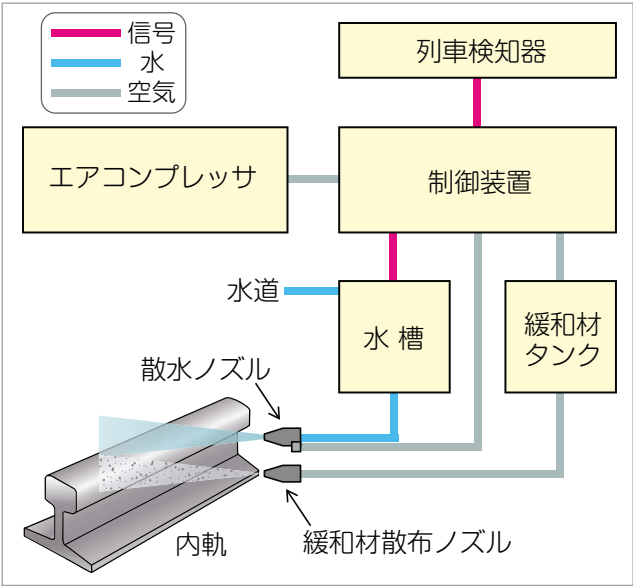 信号
水
空気
列車検知器
エアコンプレッサ
制御装置
水道
水 槽
緩和材
タンク
散水ノズル
内軌
緩和材散布ノズル